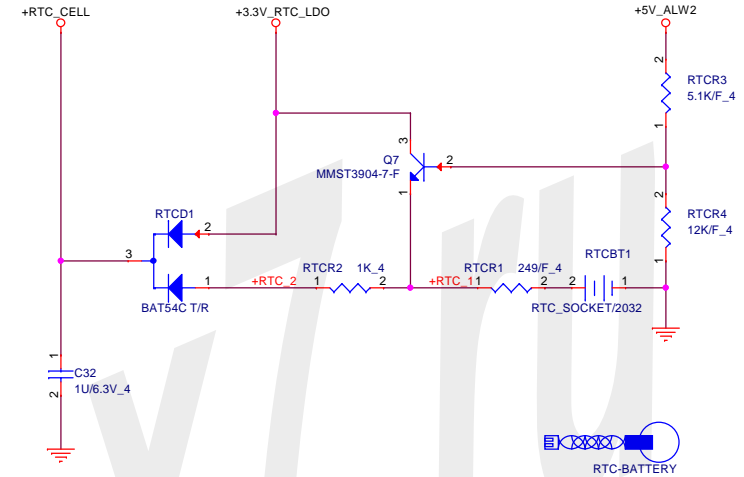 +RTC_CELL
+3.3V_RTC_LDO
+5V_ALW2
2
RTCR3
5.1K/F_4
1
3
Q7
MMST3904-7-F
2
1
2
RTCR4
12K/F_4
1
RTCD1
2
3
1
BAT54C T/R
+RTC_2
RTCR2 1K_4
1 2
+RTC_1
RTCR1 249/F_4
1 2
RTCBT1
2 1
RTC_SOCKET/2032
1
C32
1U/6.3V_4
2
RTC-BATTERY
v7 ru